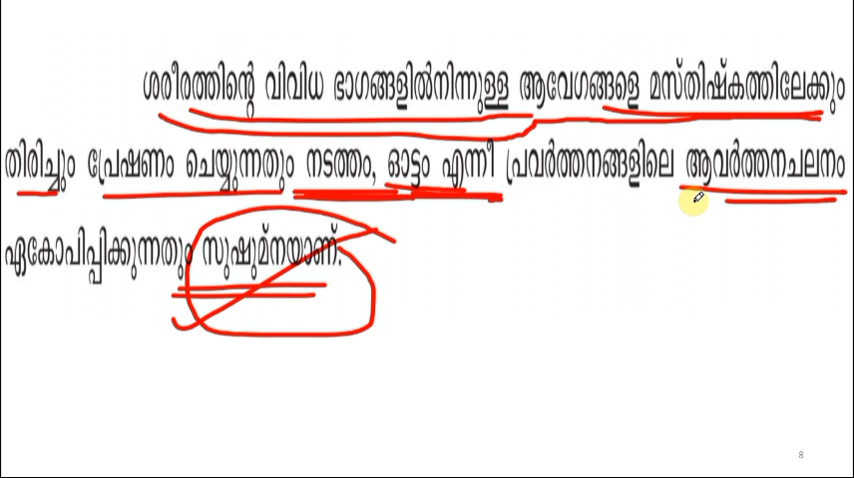 ശരീരത്തിന്റെ വിവിധ ഭാഗങ്ങളിൽനിന്നുള്ള ആവേഗങ്ങളെ മസ്തിഷ്കത്തിലേക്കും
തിരിച്ചും പ്രേഷണം ചെയ്യുന്നതും നടത്തം, ഓട്ടം എന്നീ പ്രവർത്തനങ്ങളിലെ ആവർത്തനചലനം
ഏകോപിപ്പിക്കുന്നതും സുഷുമ്നയാണ്.
8